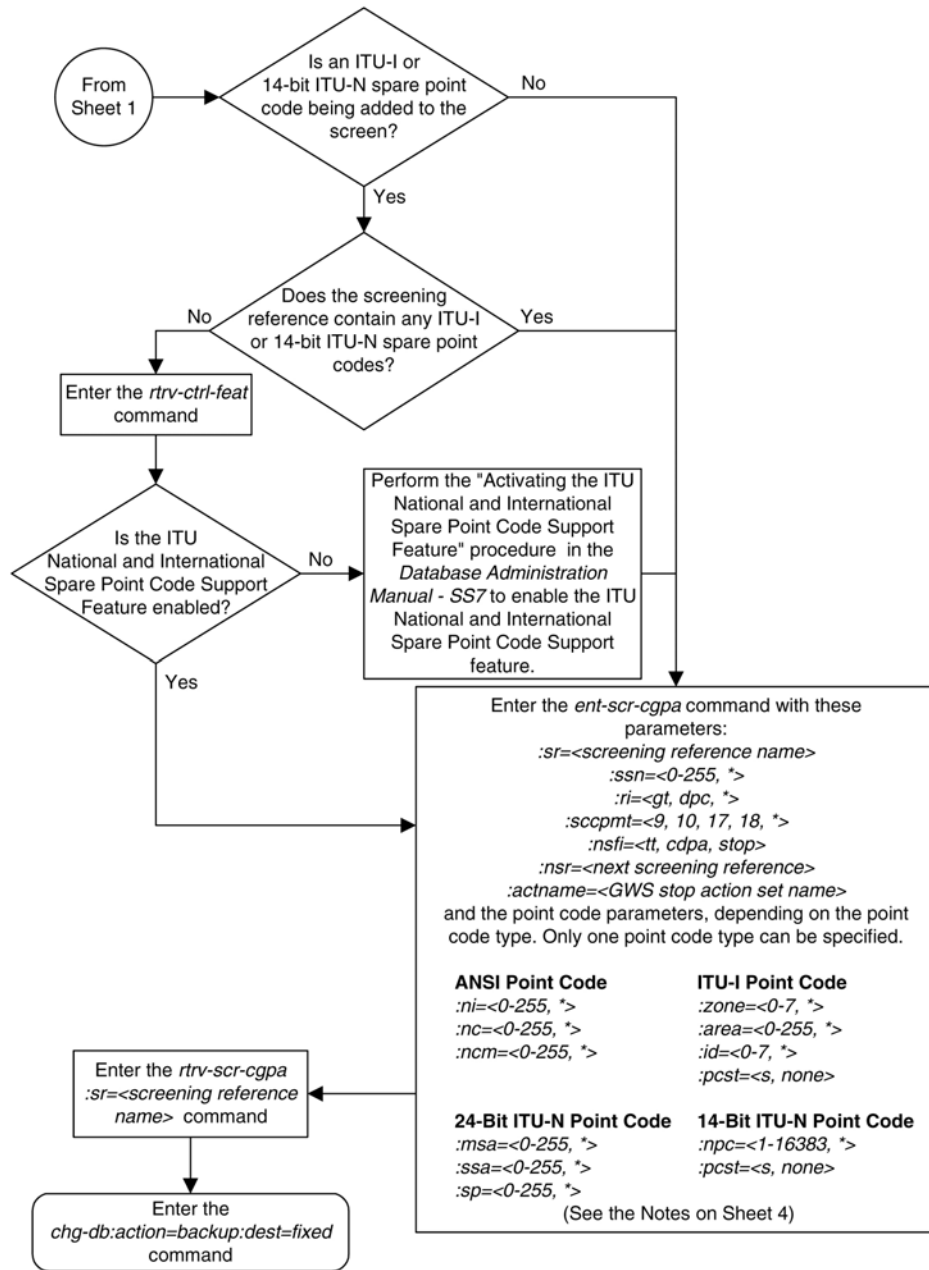 From
Sheet 1
Is an ITU-I or
14-bit ITU-N spare point
code being added to the
screen?
No
Yes
Does the screening
reference contain any ITU-I
or 14-bit ITU-N spare point
codes?
No
Yes
Enter the rtrv-ctrl-feat
command
Is the ITU
National and International
Spare Point Code Support
Feature enabled?
No
Yes
Perform the "Activating the ITU
National and International
Spare Point Code Support
Feature" procedure in the
Database Administration
Manual - SS7 to enable the ITU
National and International
Spare Point Code Support
feature.
Enter the ent-scr-cgpa command with these
parameters:
:sr=<screening reference name>
:ssn=<0-255, *>
:ri=<gt, dpc, *>
:sccpmt=<9, 10, 17, 18, *>
:nsfi=<tt, cdpa, stop>
:nsr=<next screening reference>
:actname=<GWS stop action set name>
and the point code parameters, depending on the point
code type. Only one point code type can be specified.
ANSI Point Code
:ni=<0-255, *>
:nc=<0-255, *>
:ncm=<0-255, *>
ITU-I Point Code
:zone=<0-7, *>
:area=<0-255, *>
:id=<0-7, *>
:pcst=<s, none>
24-Bit ITU-N Point Code
:msa=<0-255, *>
:ssa=<0-255, *>
:sp=<0-255, *>
14-Bit ITU-N Point Code
:npc=<1-16383, *>
:pcst=<s, none>
(See the Notes on Sheet 4)
Enter the rtrv-scr-cgpa
:sr=<screening reference
name> command
Enter the
chg-db:action=backup:dest=fixed
command